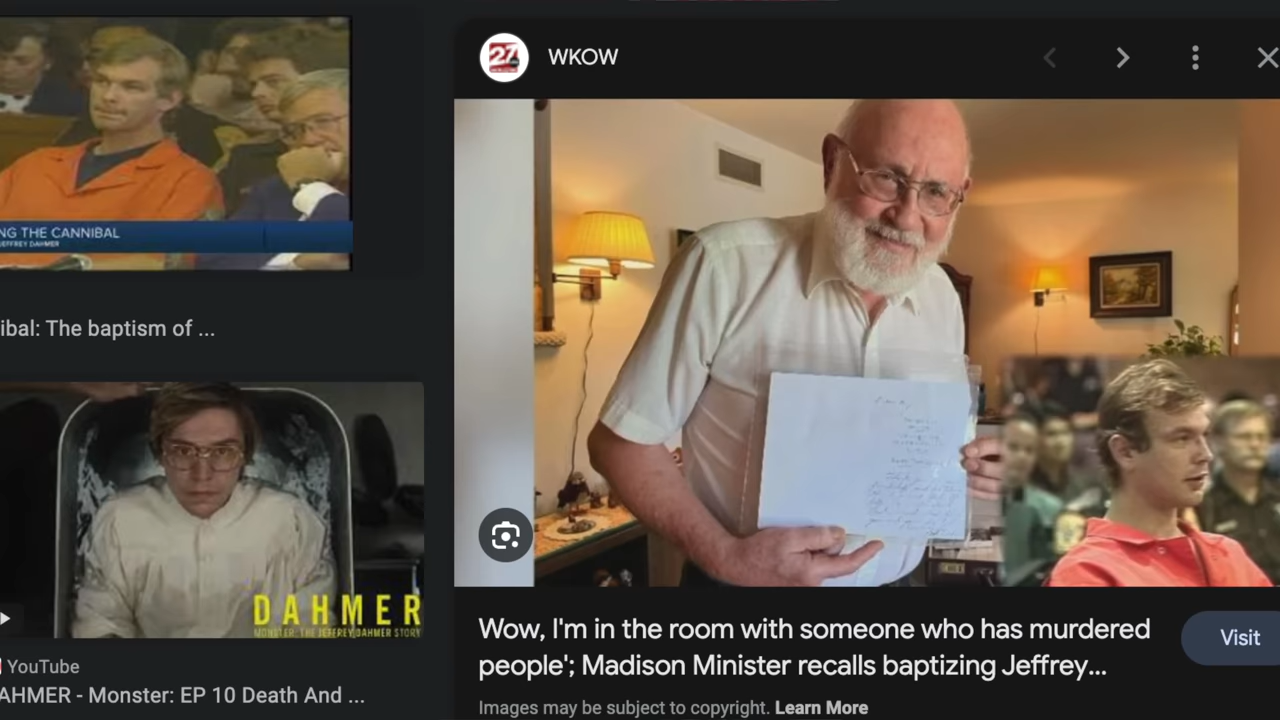 NG THE CANNIBAL
JEFFREY DAHMER
ibal: The baptism of ...
DAHMER
MONSTER: THE JEFFREY DAHMER STORY
YouTube
AHMER - Monster: EP 10 Death And ...
27
WKOW
Wow, I'm in the room with someone who has murdered
people'; Madison Minister recalls baptizing Jeffrey...
Visit
Images may be subject to copyright. Learn More